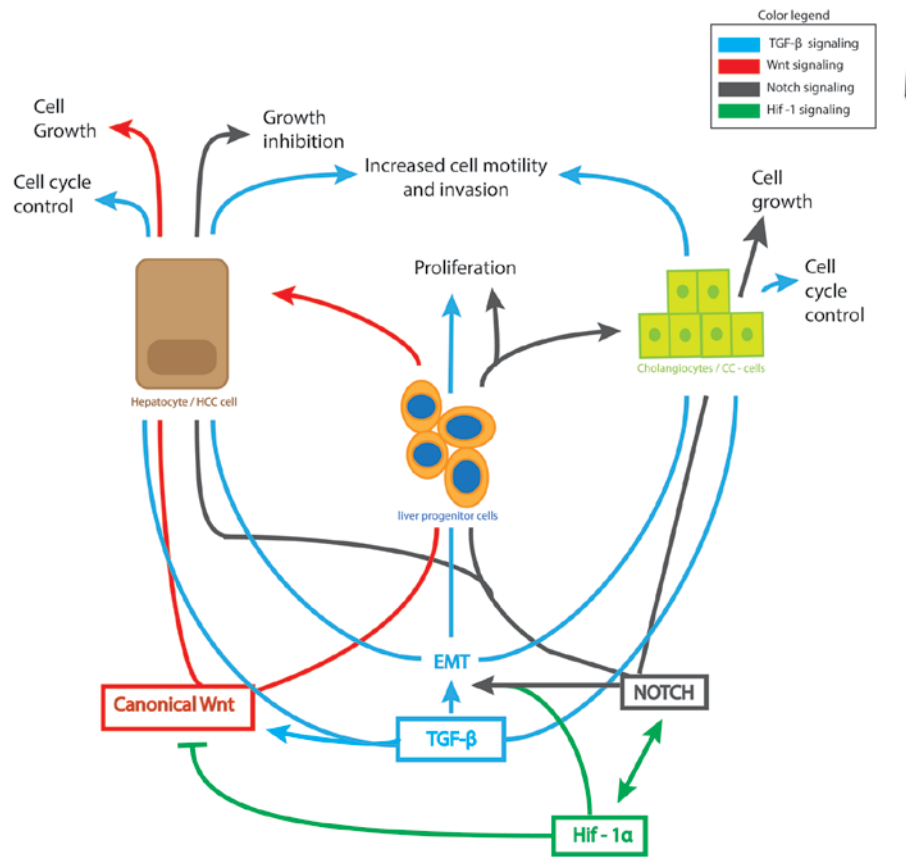 Color legend
TGF-β signaling
Wnt signaling
Notch signaling
Hif -1 signaling
Cell
Growth
Growth
inhibition
Cell cycle
control
Increased cell motility
and invasion
Cell
growth
Proliferation
Cell
cycle
control
Hepatocyte / HCC cell
Cholangiocytes / CC - cells
liver progenitor cells
EMT
Canonical Wnt
NOTCH
TGF-β
Hif - 1α